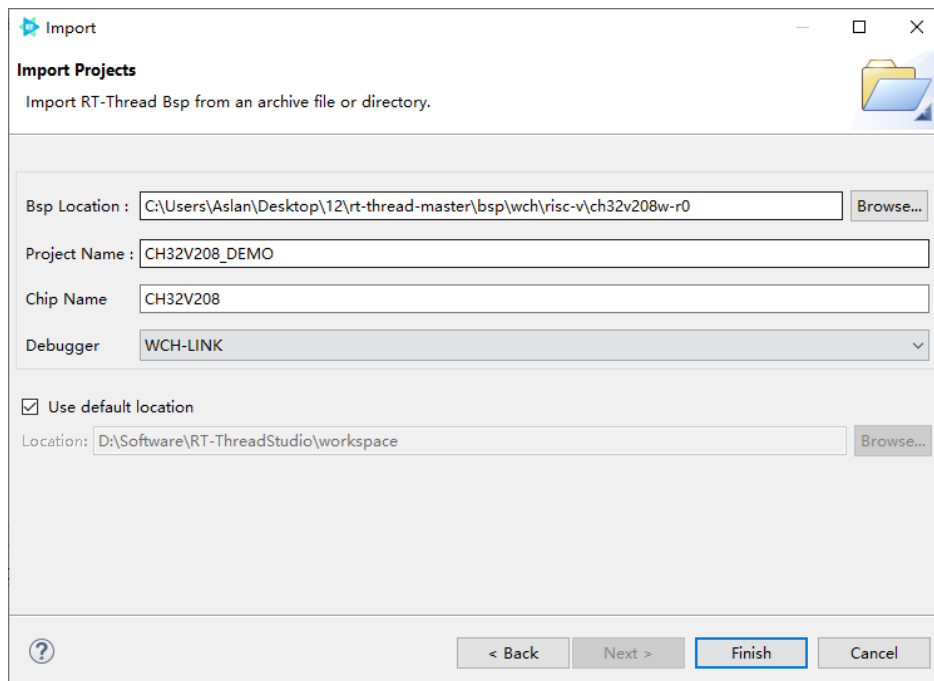 Import
Import Projects
Import RT-Thread Bsp from an archive file or directory.
Bsp Location : C:\Users\Aslan\Desktop\12\rt-thread-master\bsp\wch\risc-v\ch32v208w-r0 Browse...
Project Name : CH32V208_DEMO
Chip Name CH32V208
Debugger WCH-LINK
Use default location
Location: D:\Software\RT-ThreadStudio\workspace Browse...
? < Back Next > Finish Cancel